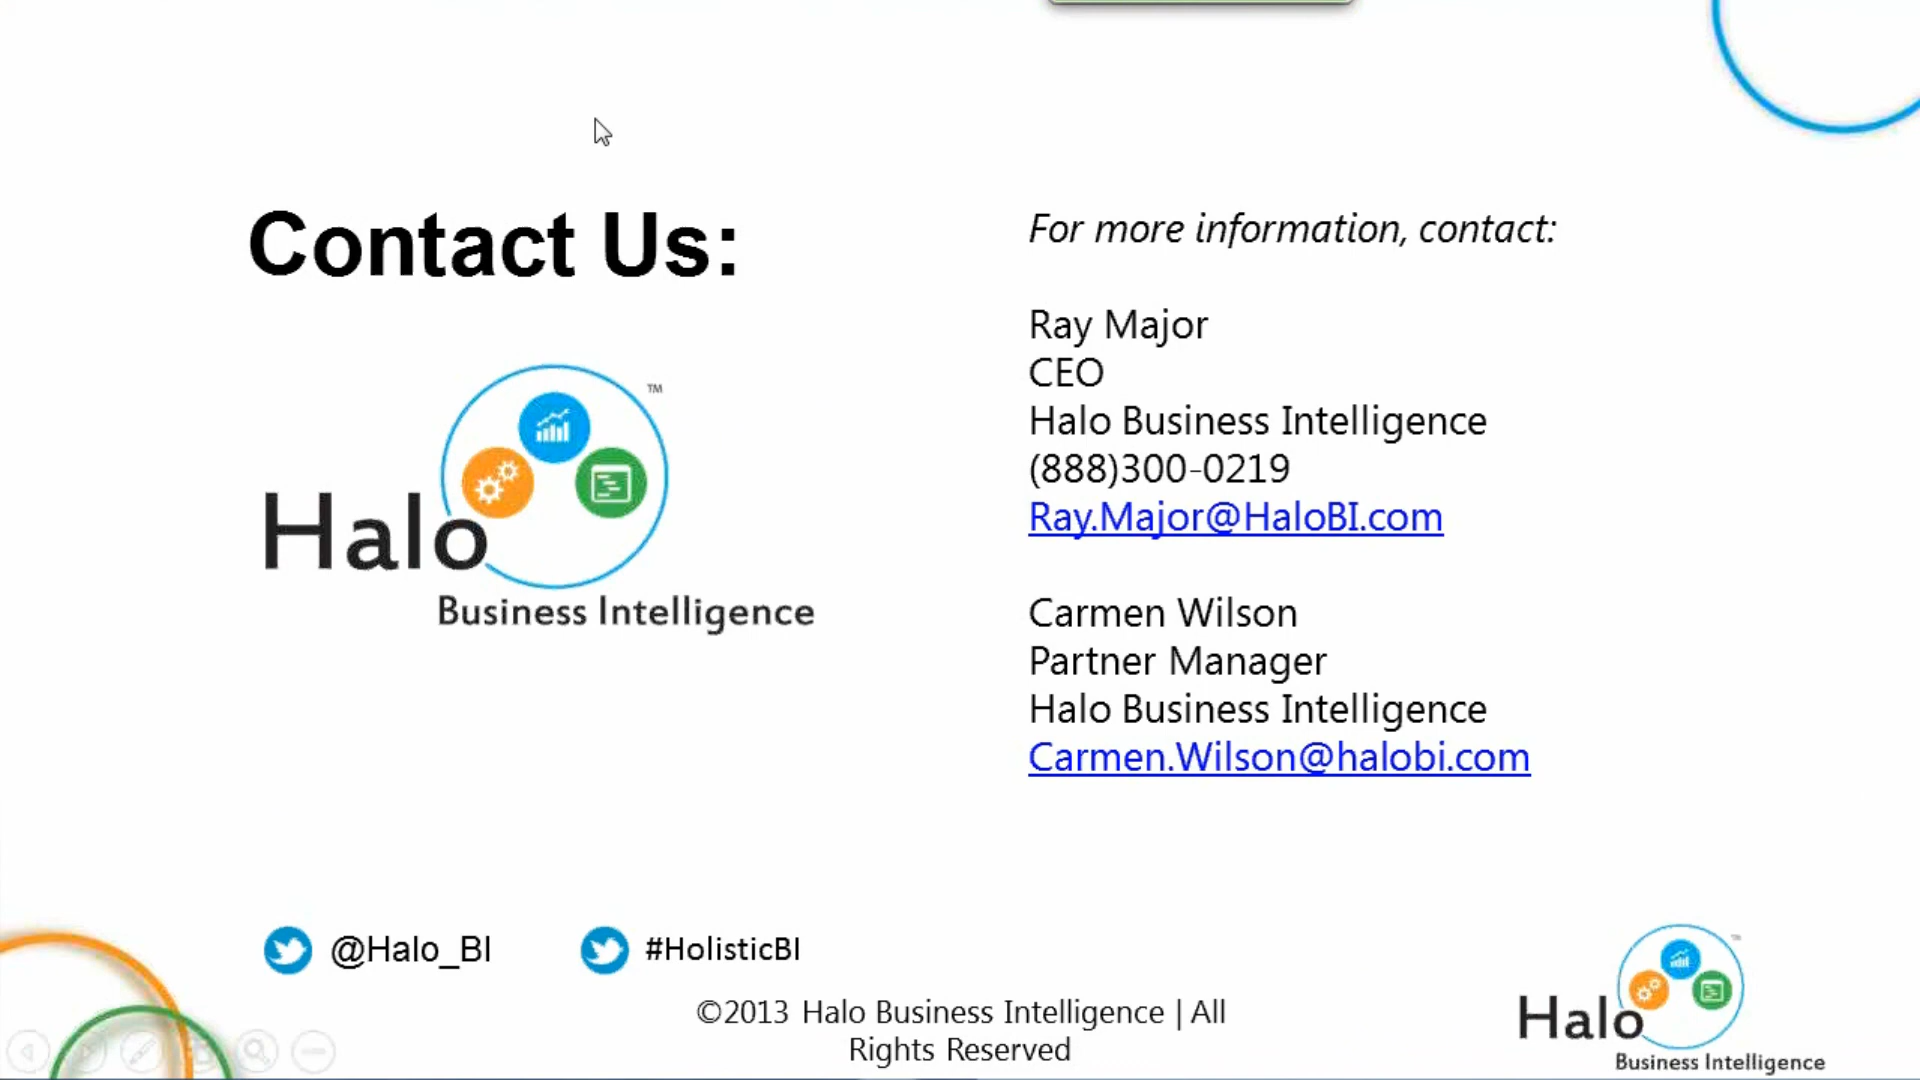 Contact Us:
Halo
TM
Business Intelligence
For more information, contact:
Ray Major
CEO
Halo Business Intelligence
(888)300-0219
Ray.Major@HaloBI.com
Carmen Wilson
Partner Manager
Halo Business Intelligence
Carmen.Wilson@halobi.com
@Halo_BI
#HolisticBI
©2013 Halo Business Intelligence | All
Rights Reserved
Halo
TM
Business Intelligence